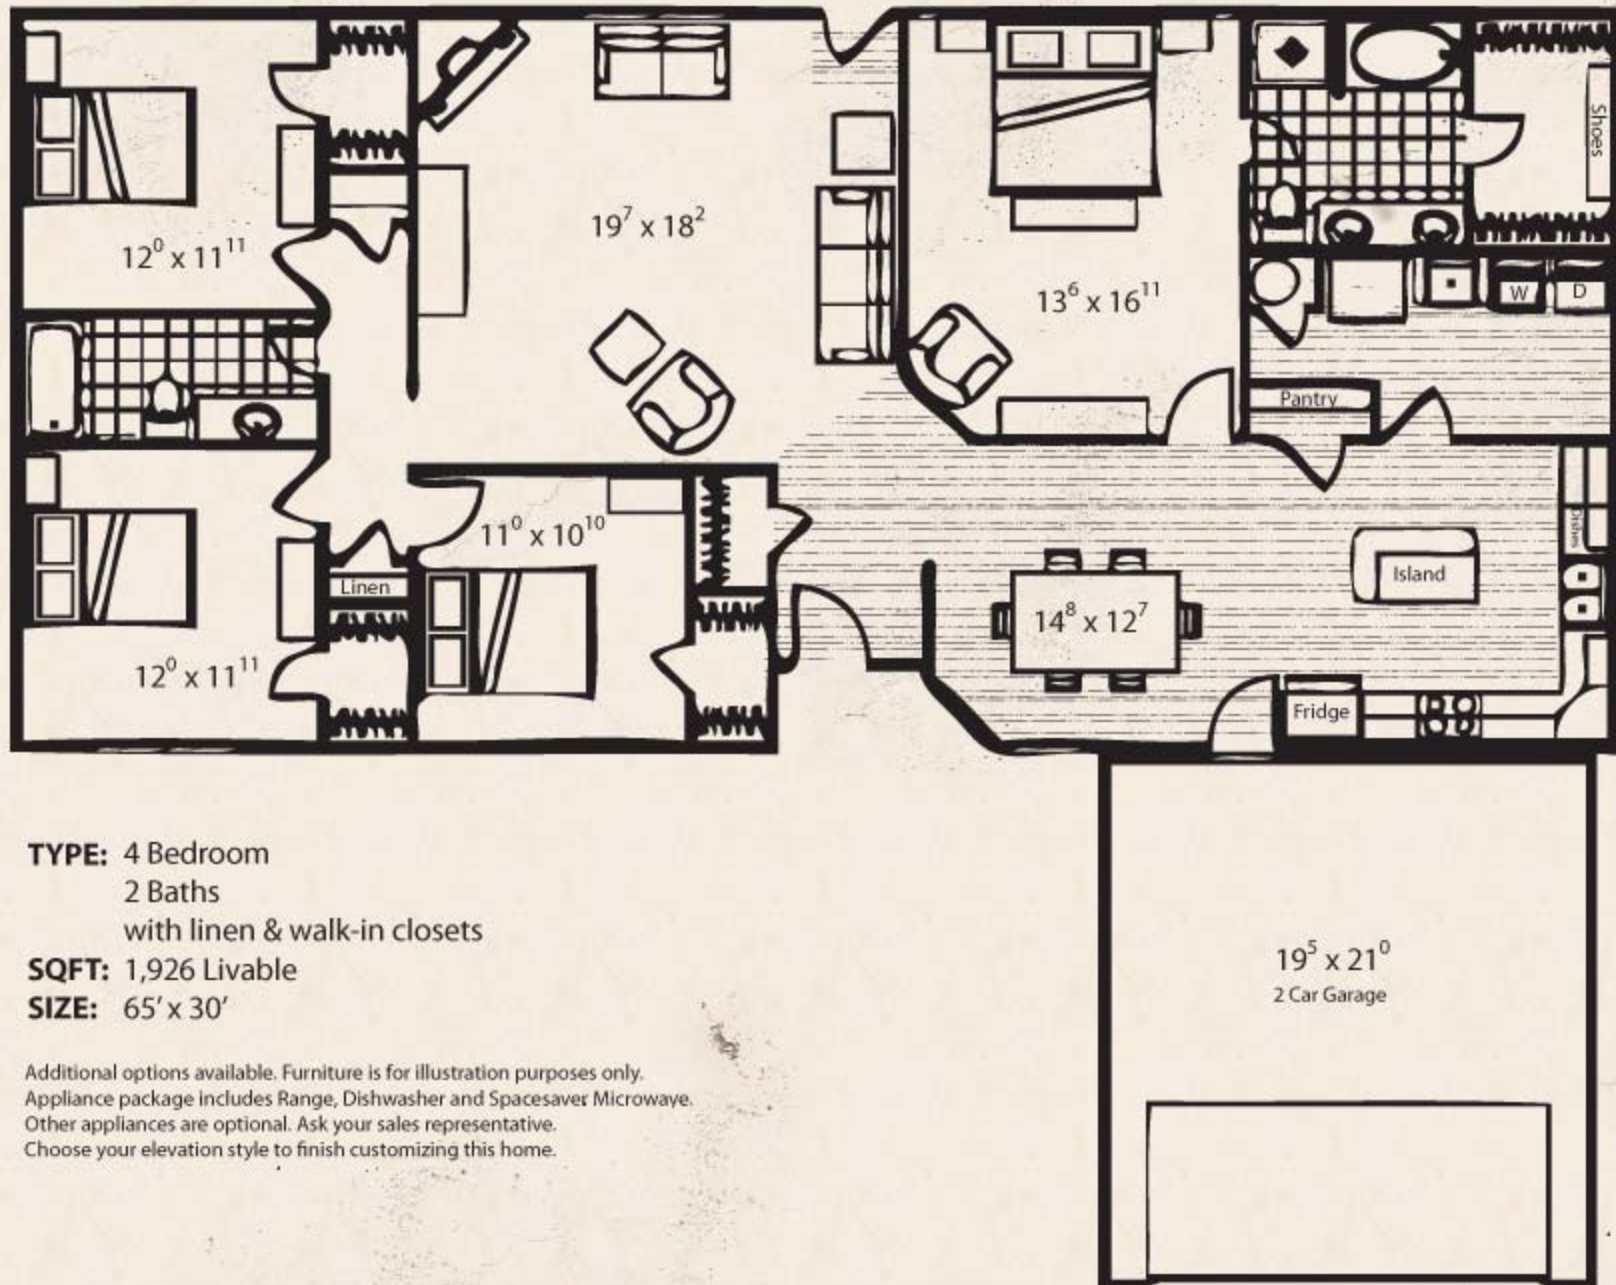 Shoes
19⁷ x 18²
12⁰ x 11¹¹
13⁶ x 16¹¹
W
D
Pantry
11⁰ x 10¹⁰
Dishes
Linen
Island
14⁸ x 12⁷
12⁰ x 11¹¹
Fridge
TYPE: 4 Bedroom
2 Baths
with linen & walk-in closets
SQFT: 1,926 Livable
SIZE: 65' x 30'
19⁵ x 21⁰
2 Car Garage
Additional options available. Furniture is for illustration purposes only.
Appliance package includes Range, Dishwasher and Spacesaver Microwave.
Other appliances are optional. Ask your sales representative.
Choose your elevation style to finish customizing this home.